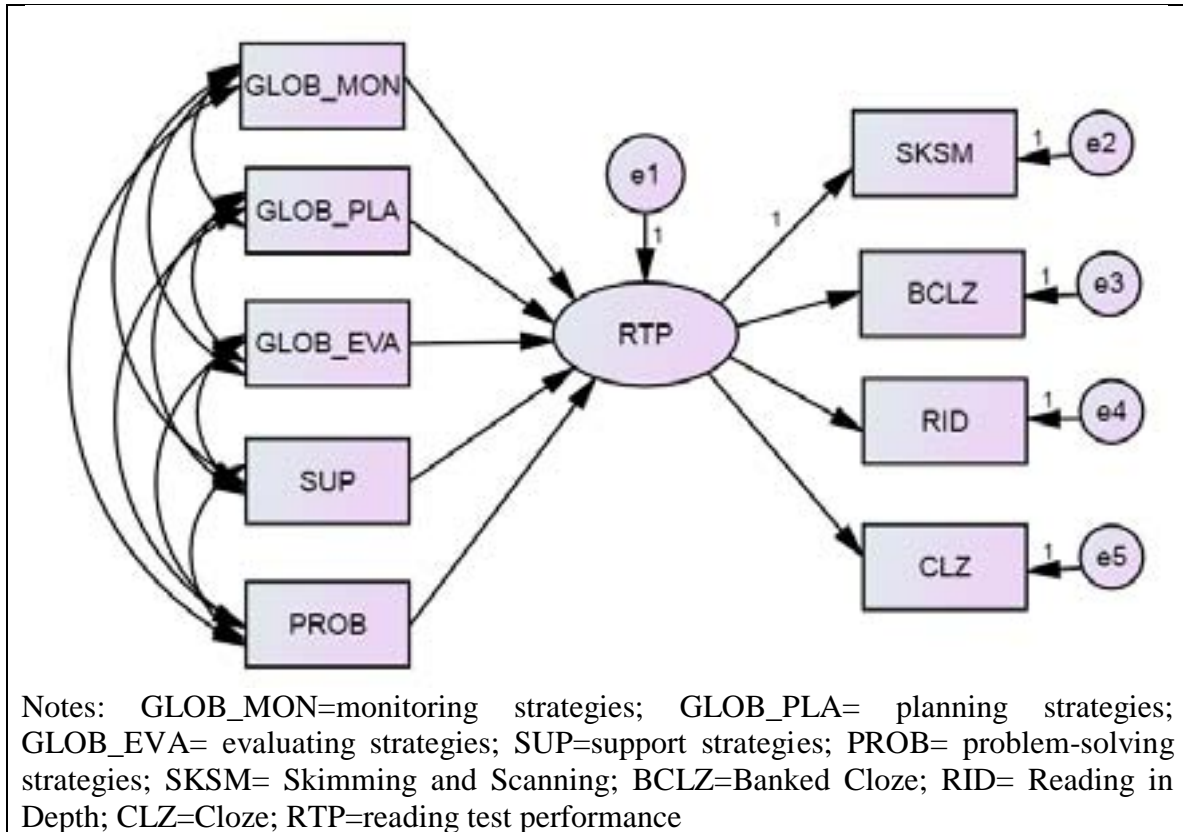 GLOB_MON
GLOB_PLA
GLOB_EVA
SUP
PROB
e1
1
RTP
1
SKSM
1
e2
BCLZ
1
e3
RID
1
e4
CLZ
1
e5
Notes: GLOB_MON=monitoring strategies; GLOB_PLA= planning strategies;
GLOB_EVA= evaluating strategies; SUP=support strategies; PROB= problem-solving
strategies; SKSM= Skimming and Scanning; BCLZ=Banked Cloze; RID= Reading in
Depth; CLZ=Cloze; RTP=reading test performance